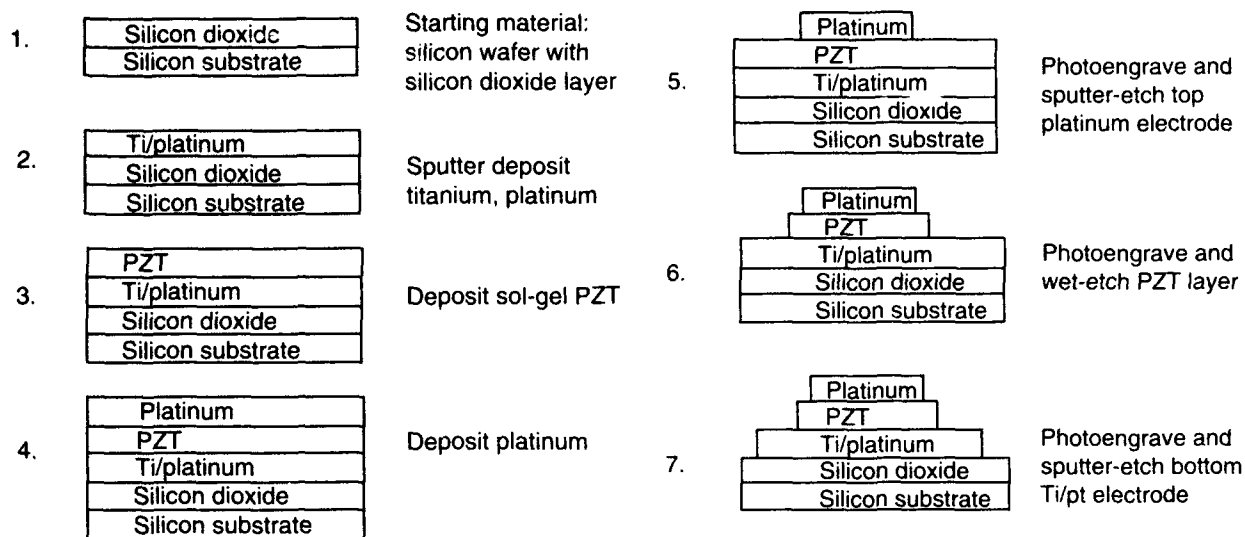 1.
Silicon dioxide
Silicon substrate
Starting material:
silicon wafer with
silicon dioxide layer
2.
Ti/platinum
Silicon dioxide
Silicon substrate
Sputter deposit
titanium, platinum
3.
PZT
Ti/platinum
Silicon dioxide
Silicon substrate
Deposit sol-gel PZT
4.
Platinum
PZT
Ti/platinum
Silicon dioxide
Silicon substrate
Deposit platinum
5.
Platinum
PZT
Ti/platinum
Silicon dioxide
Silicon substrate
Photoengrave and
sputter-etch top
platinum electrode
6.
Platinum
PZT
Ti/platinum
Silicon dioxide
Silicon substrate
Photoengrave and
wet-etch PZT layer
7.
Platinum
PZT
Ti/platinum
Silicon dioxide
Silicon substrate
Photoengrave and
sputter-etch bottom
Ti/pt electrode